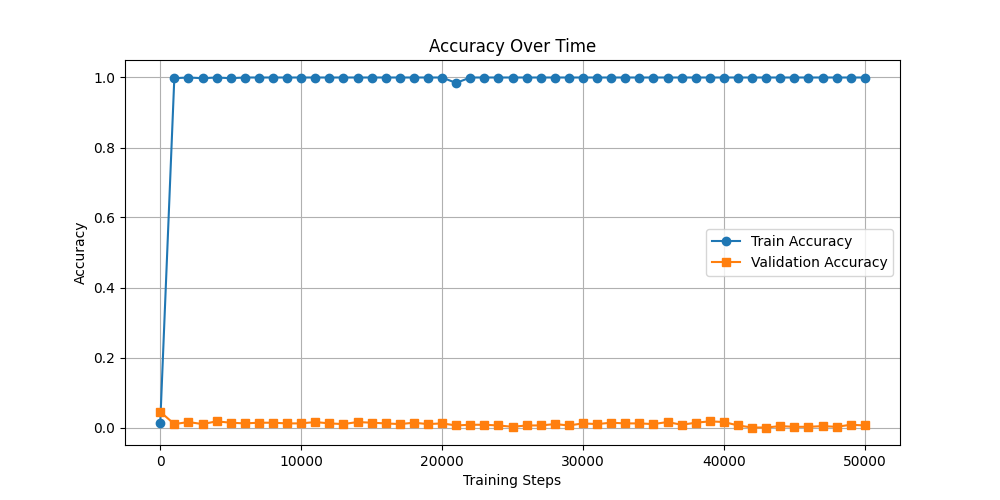 Accuracy Over Time
Accuracy
1.0
0.8
0.6
0.4
0.2
0.0
Train Accuracy
Validation Accuracy
0 10000 20000 30000 40000 50000
Training Steps